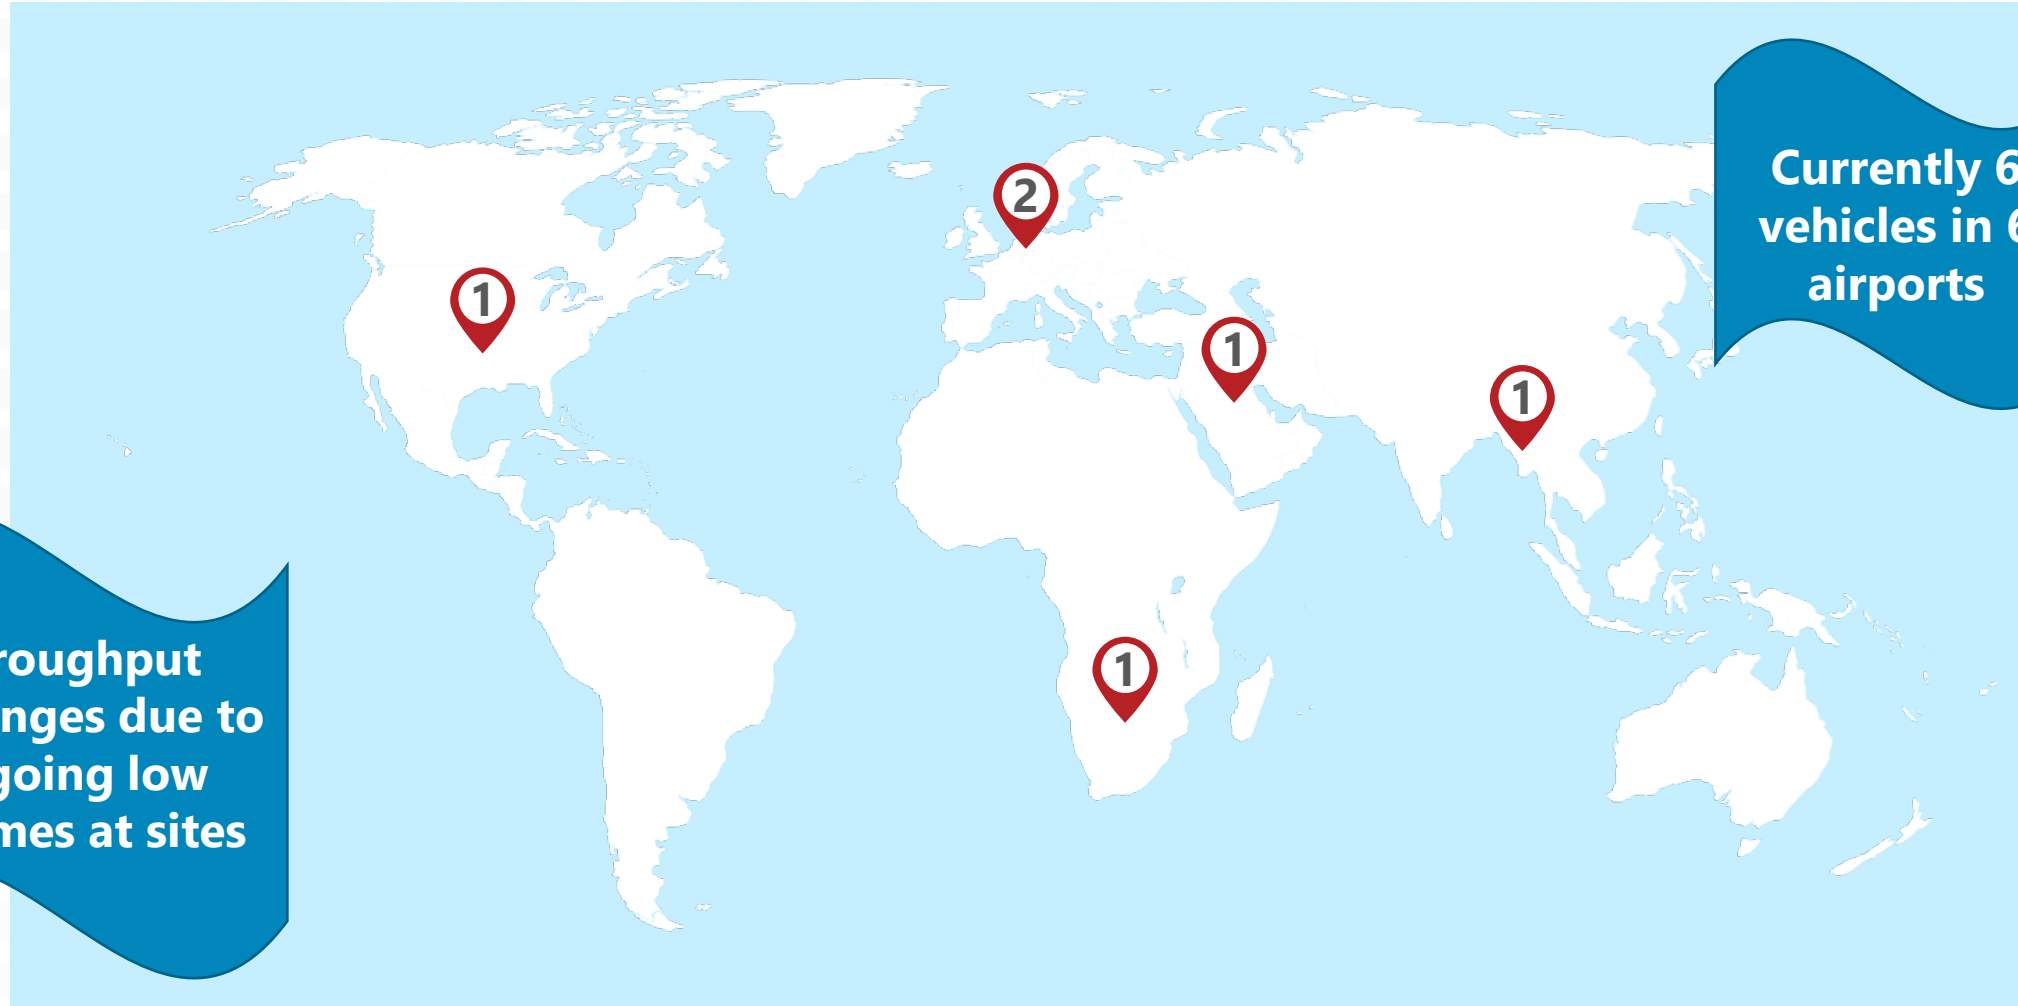 Currently 6
vehicles in 6
airports
2
1
1
1
1
roughput
nges due to
going low
mes at sites